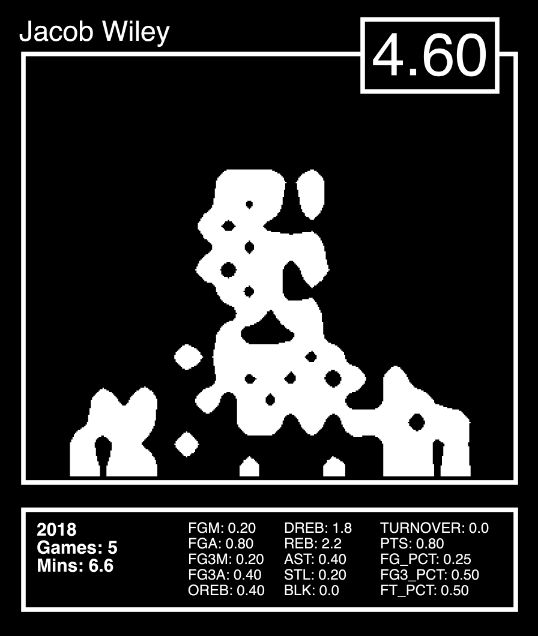 Jacob Wiley
4.60
2018
Games: 5
Mins: 6.6
FGM: 0.20
FGA: 0.80
FG3M: 0.20
FG3A: 0.40
OREB: 0.40
DREB: 1.8
REB: 2.2
AST: 0.40
STL: 0.20
BLK: 0.0
TURNOVER: 0.0
PTS: 0.80
FG_PCT: 0.25
FG3_PCT: 0.50
FT_PCT: 0.50